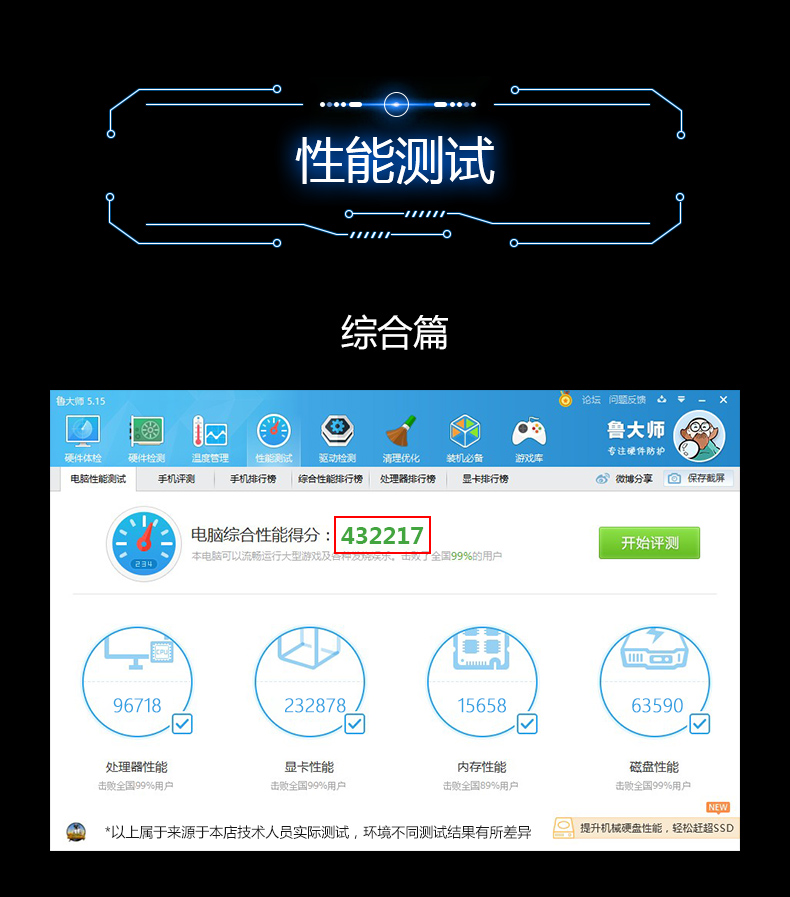 性能测试
综合篇
鲁大师 5.15
论坛 问题反馈
硬件体检 硬件检测 温度管理 性能测试 驱动检测 清理优化 装机必备 游戏库
鲁大师
专注硬件防护
电脑性能测试 手机评测 手机排行榜 综合性能排行榜 处理器排行榜 显卡排行榜 微博分享 保存截屏
电脑综合性能得分：432217
本电脑可以流畅运行大型游戏及各种发烧娱乐。击败了全国99%的用户
开始评测
234
CPU
96718 232878 15658 63590
处理器性能 显卡性能 内存性能 磁盘性能
击败全国99%用户 击败全国99%用户 击败全国89%用户 击败全国99%用户
NEW
*以上属于来源于本店技术人员实际测试，环境不同测试结果有所差异
提升机械硬盘性能，轻松赶超SSD